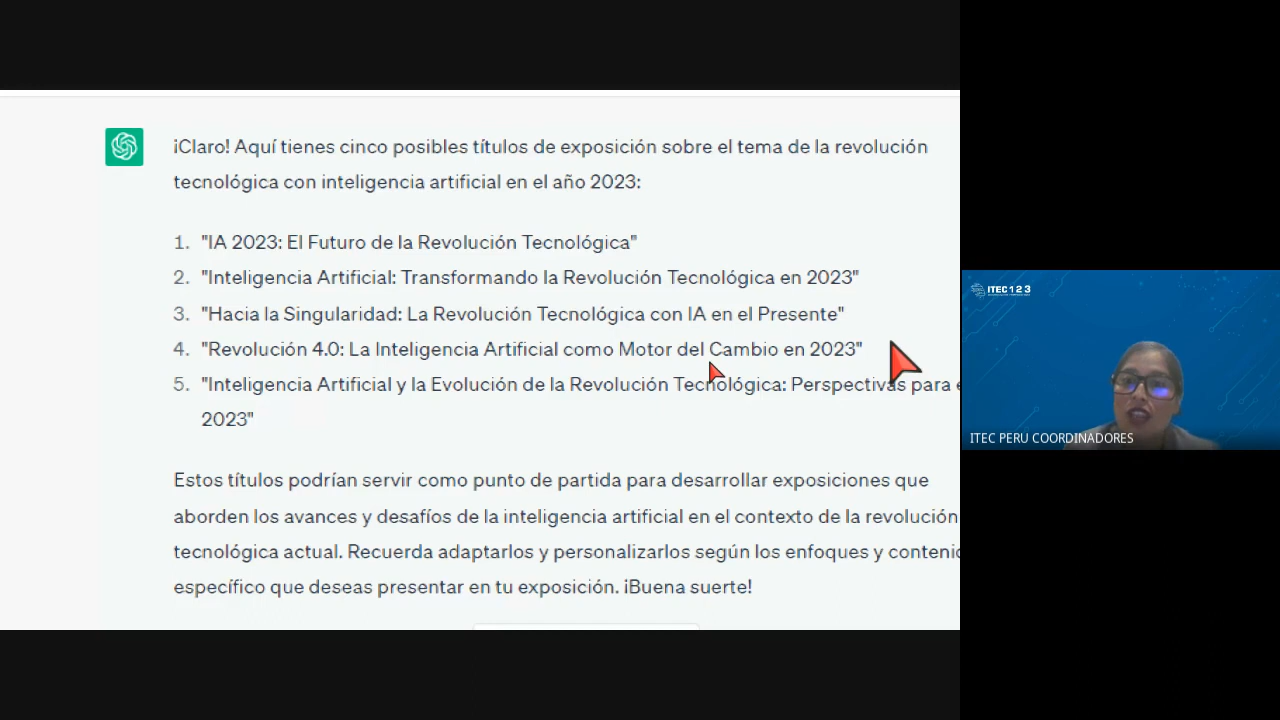 ¡Claro! Aquí tienes cinco posibles títulos de exposición sobre el tema de la revolución
tecnológica con inteligencia artificial en el año 2023:
1. "IA 2023: El Futuro de la Revolución Tecnológica"
2. "Inteligencia Artificial: Transformando la Revolución Tecnológica en 2023"
3. "Hacia la Singularidad: La Revolución Tecnológica con IA en el Presente"
4. "Revolución 4.0: La Inteligencia Artificial como Motor del Cambio en 2023"
5. "Inteligencia Artificial y la Evolución de la Revolución Tecnológica: Perspectivas para
2023"
Estos títulos podrían servir como punto de partida para desarrollar exposiciones que
aborden los avances y desafíos de la inteligencia artificial en el contexto de la revolución
tecnológica actual. Recuerda adaptarlos y personalizarlos según los enfoques y
específico que deseas presentar en tu exposición. ¡Buena suerte!
ITEC 1 2 3
ITEC PERU COORDINADORES